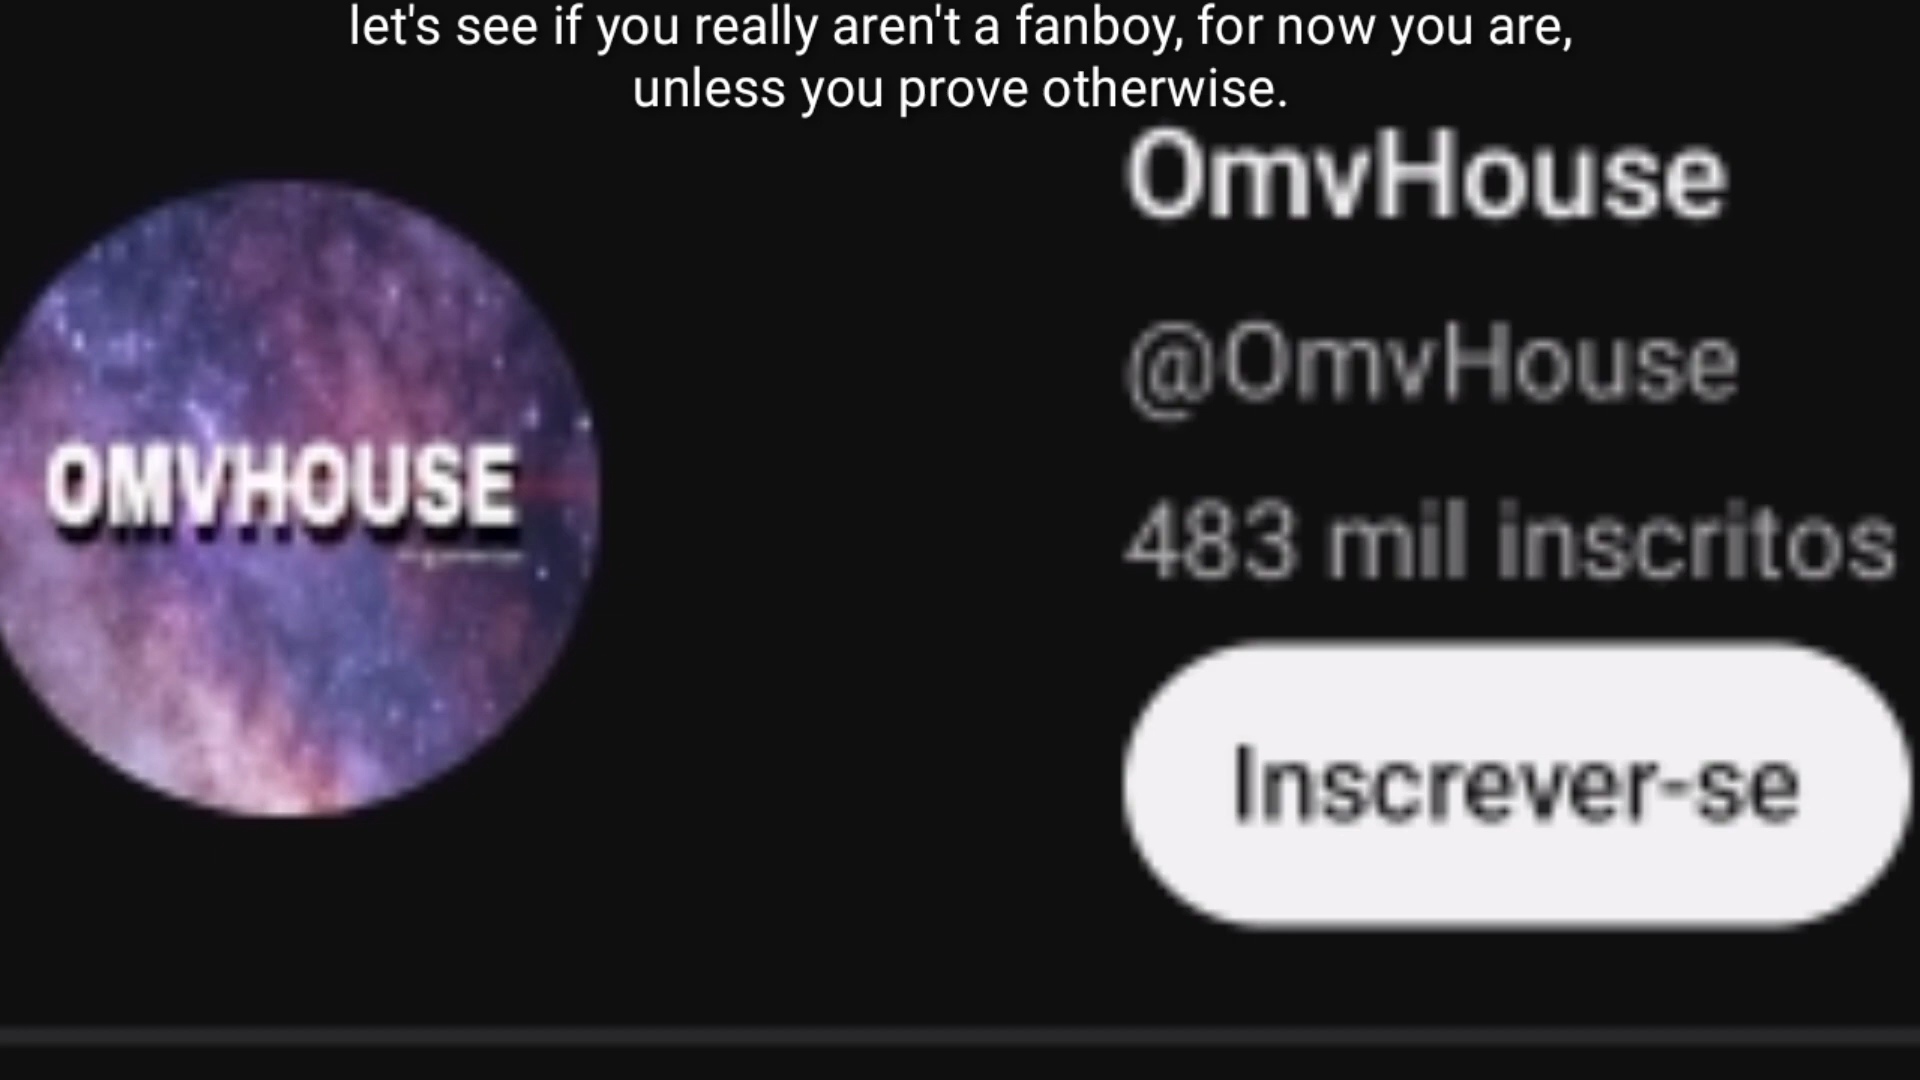 let's see if you really aren't a fanboy, for now you are,
unless you prove otherwise.
OmvHouse
@OmvHouse
OMVHOUSE
483 mil inscritos
Inscrever-se